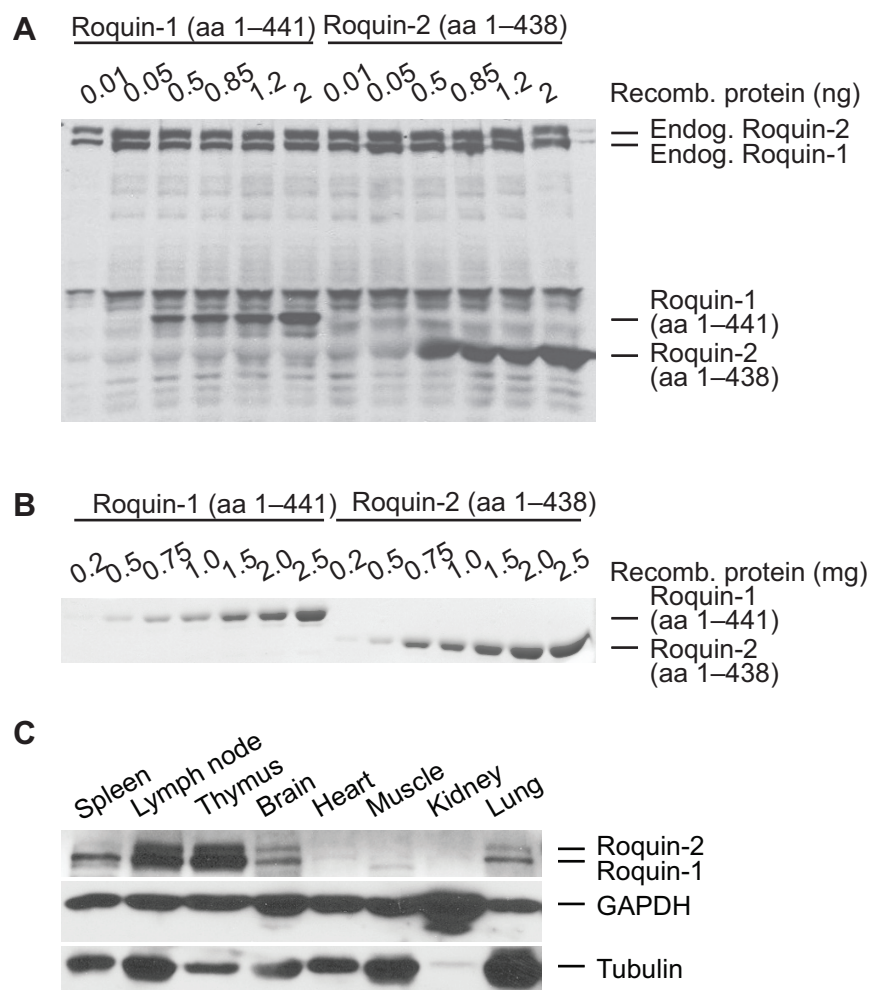 A
Roquin-1 (aa 1–441) Roquin-2 (aa 1–438)
0.01 0.05 0.5 0.85 1.2 2 0.01 0.05 0.5 0.85 1.2 2
Recomb. protein (ng)
Endog. Roquin-2
Endog. Roquin-1
Roquin-1
(aa 1–441)
Roquin-2
(aa 1–438)
B
Roquin-1 (aa 1–441) Roquin-2 (aa 1–438)
0.2 0.5 0.75 1.0 1.5 2.0 2.5 0.2 0.5 0.75 1.0 1.5 2.0 2.5
Recomb. protein (mg)
Roquin-1
(aa 1–441)
Roquin-2
(aa 1–438)
C
Spleen Lymph node Thymus Brain Heart Muscle Kidney Lung
Roquin-2
Roquin-1
GAPDH
Tubulin